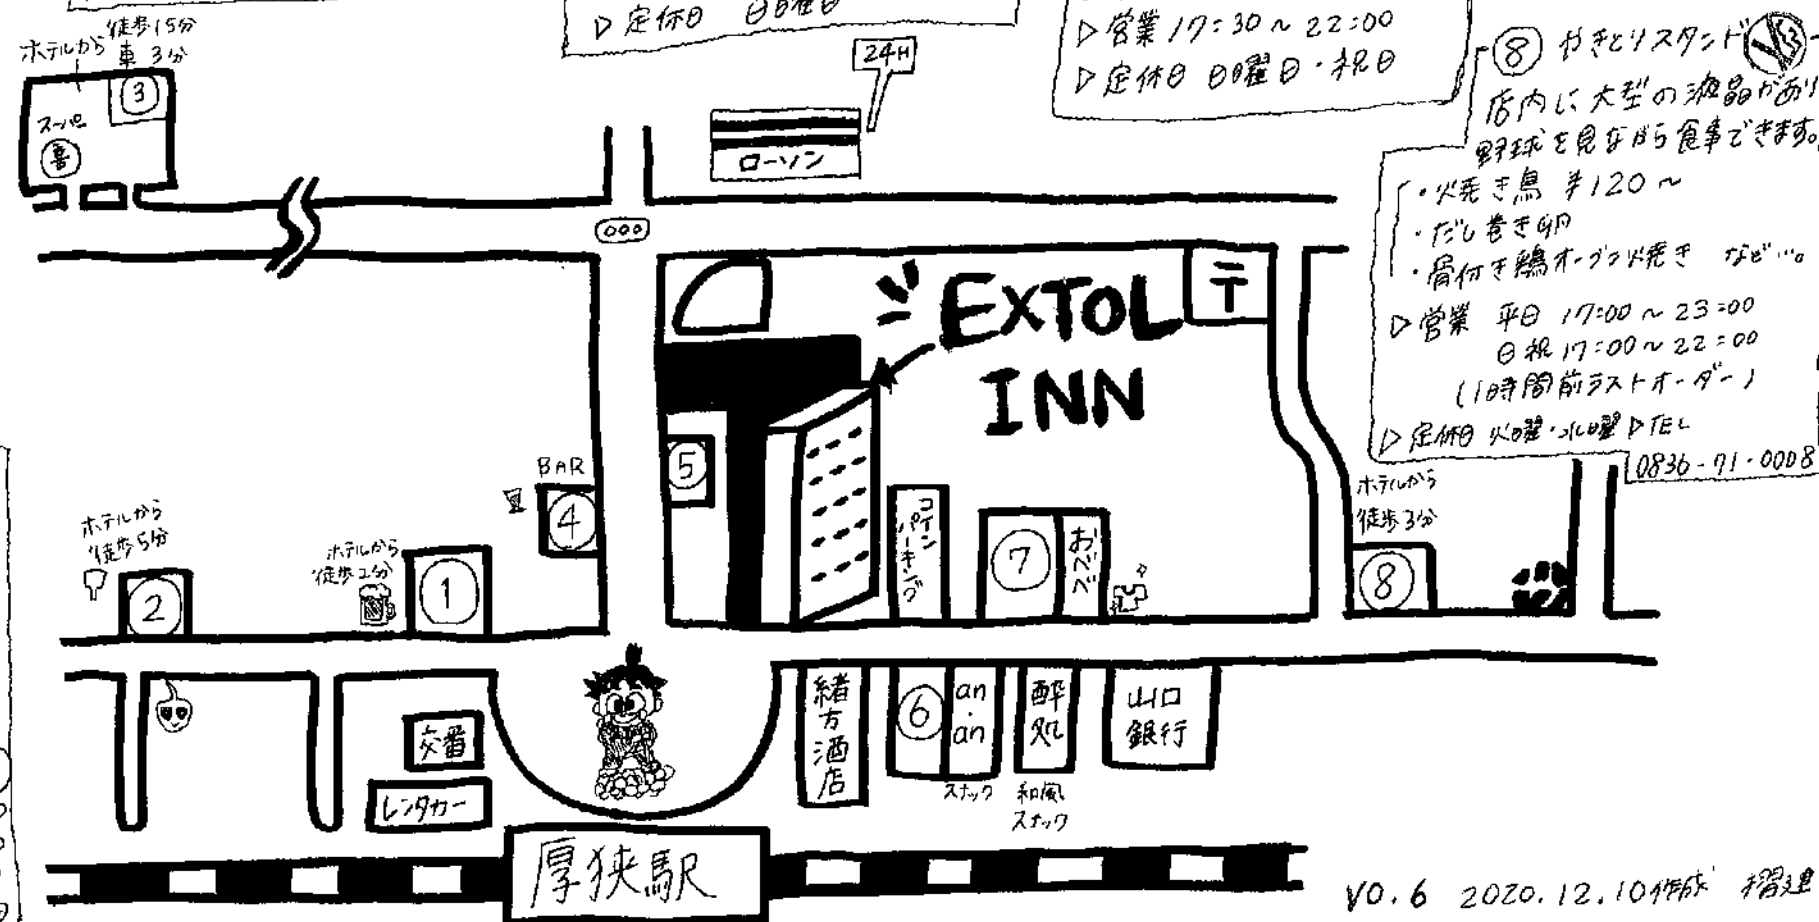 ▷定休日 日曜日
▷営業 17:30～22:00
▷定休日 日曜日・祝日
⑧ やきとりスタンド
店内に大型の液晶があり
野球を見ながら食事できます。
・火焼き鳥 ¥120～
・だし巻き卵
・骨付き鶏オーブン焼き など…。
▷営業 平日 17:00～23:00
日祝 17:00～22:00
(1時間前ラストオーダー)
▷定休日 火曜・水曜 ▷TEL
0836-71-0008
ホテルから
徒歩15分
車 3分
③
スーパー
喜
24H
ローソン
〒
EXTOL
INN
⑤
BAR
④
ホテルから
徒歩5分
②
ホテルから
徒歩2分
①
コインパーキング
⑦
おべべ
ホテルから
徒歩3分
⑧
交番
レンタカー
緒方酒店
⑥
an・an
スナック
酔処
和風
スナック
山口
銀行
厚狭駅
V0.6 2020.12.10作成